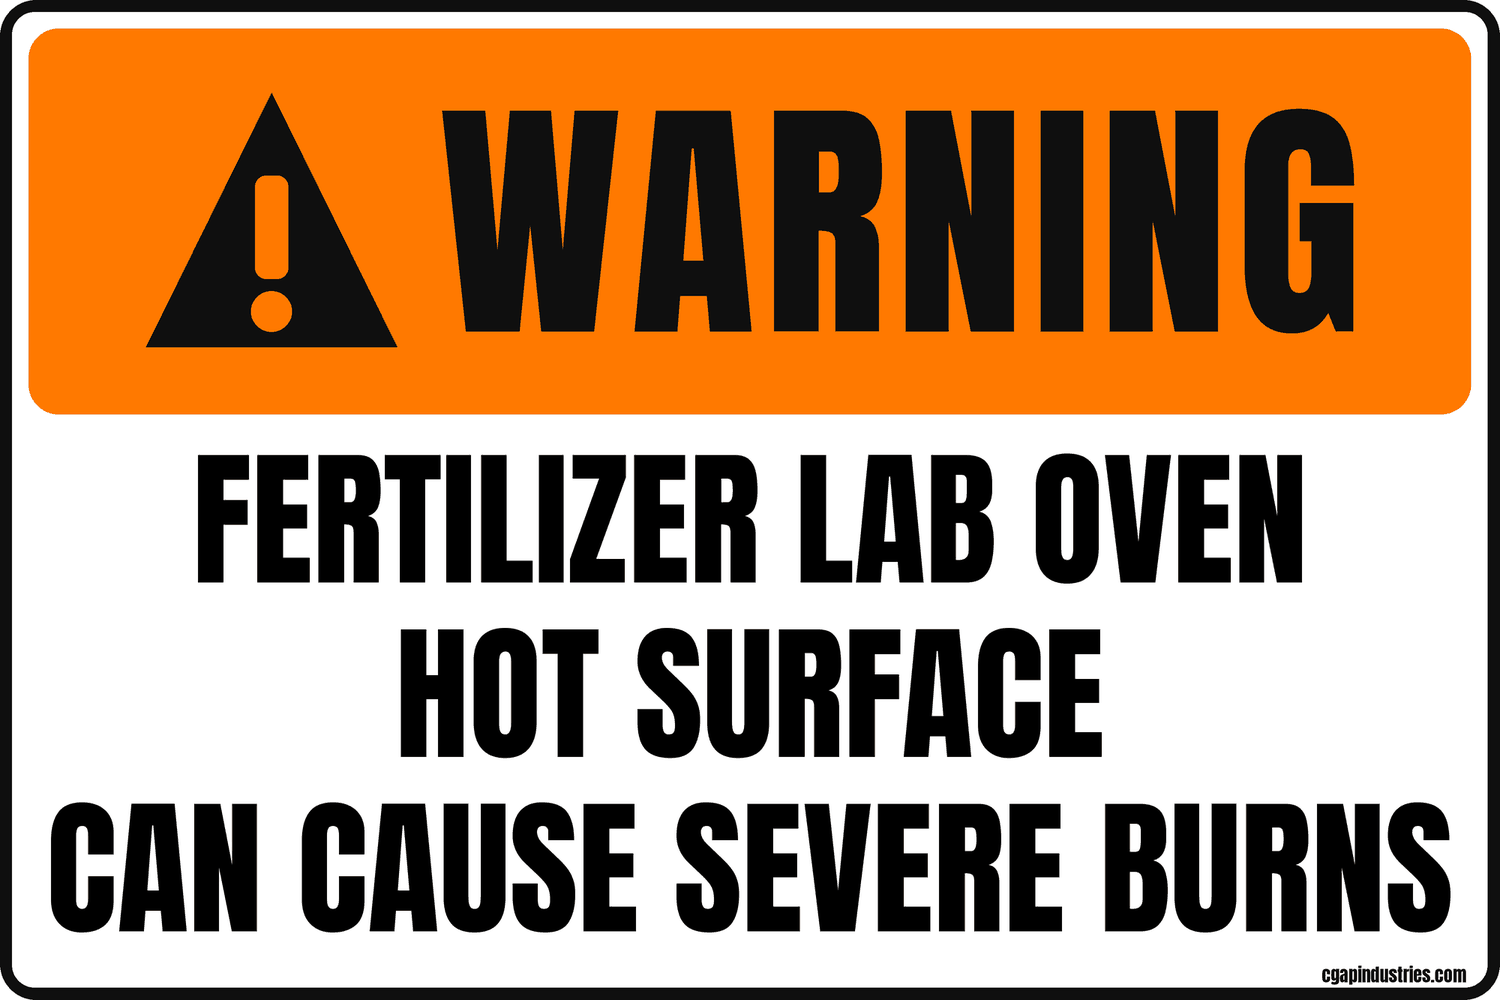 WARNING
FERTILIZER LAB OVEN
HOT SURFACE
CAN CAUSE SEVERE BURNS
cgapindustries.com